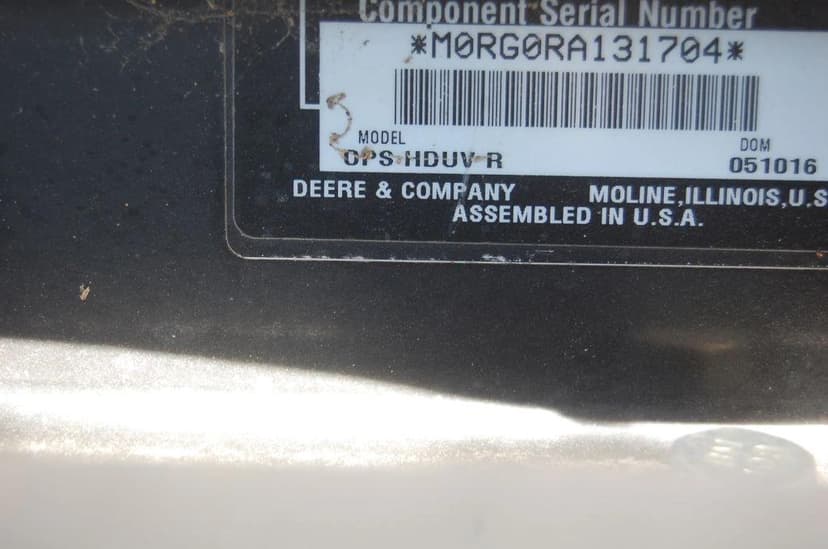 Component Serial Number
*M0RG0RA131704*
MODEL DOM
OPS-HDUV-R 051016
DEERE & COMPANY MOLINE,ILLINOIS,U.S
ASSEMBLED IN U.S.A.